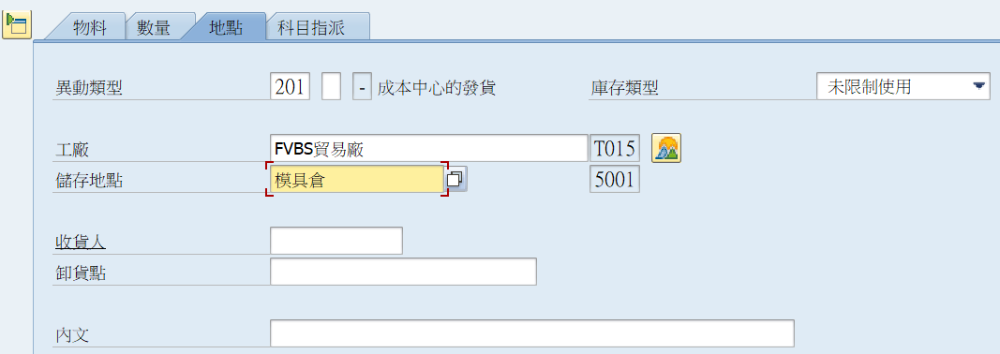 物料 數量 地點 科目指派
異動類型 201 - 成本中心的發貨 庫存類型 未限制使用
工廠 FVBS貿易廠 T015
儲存地點 模具倉 5001
收貨人
卸貨點
內文